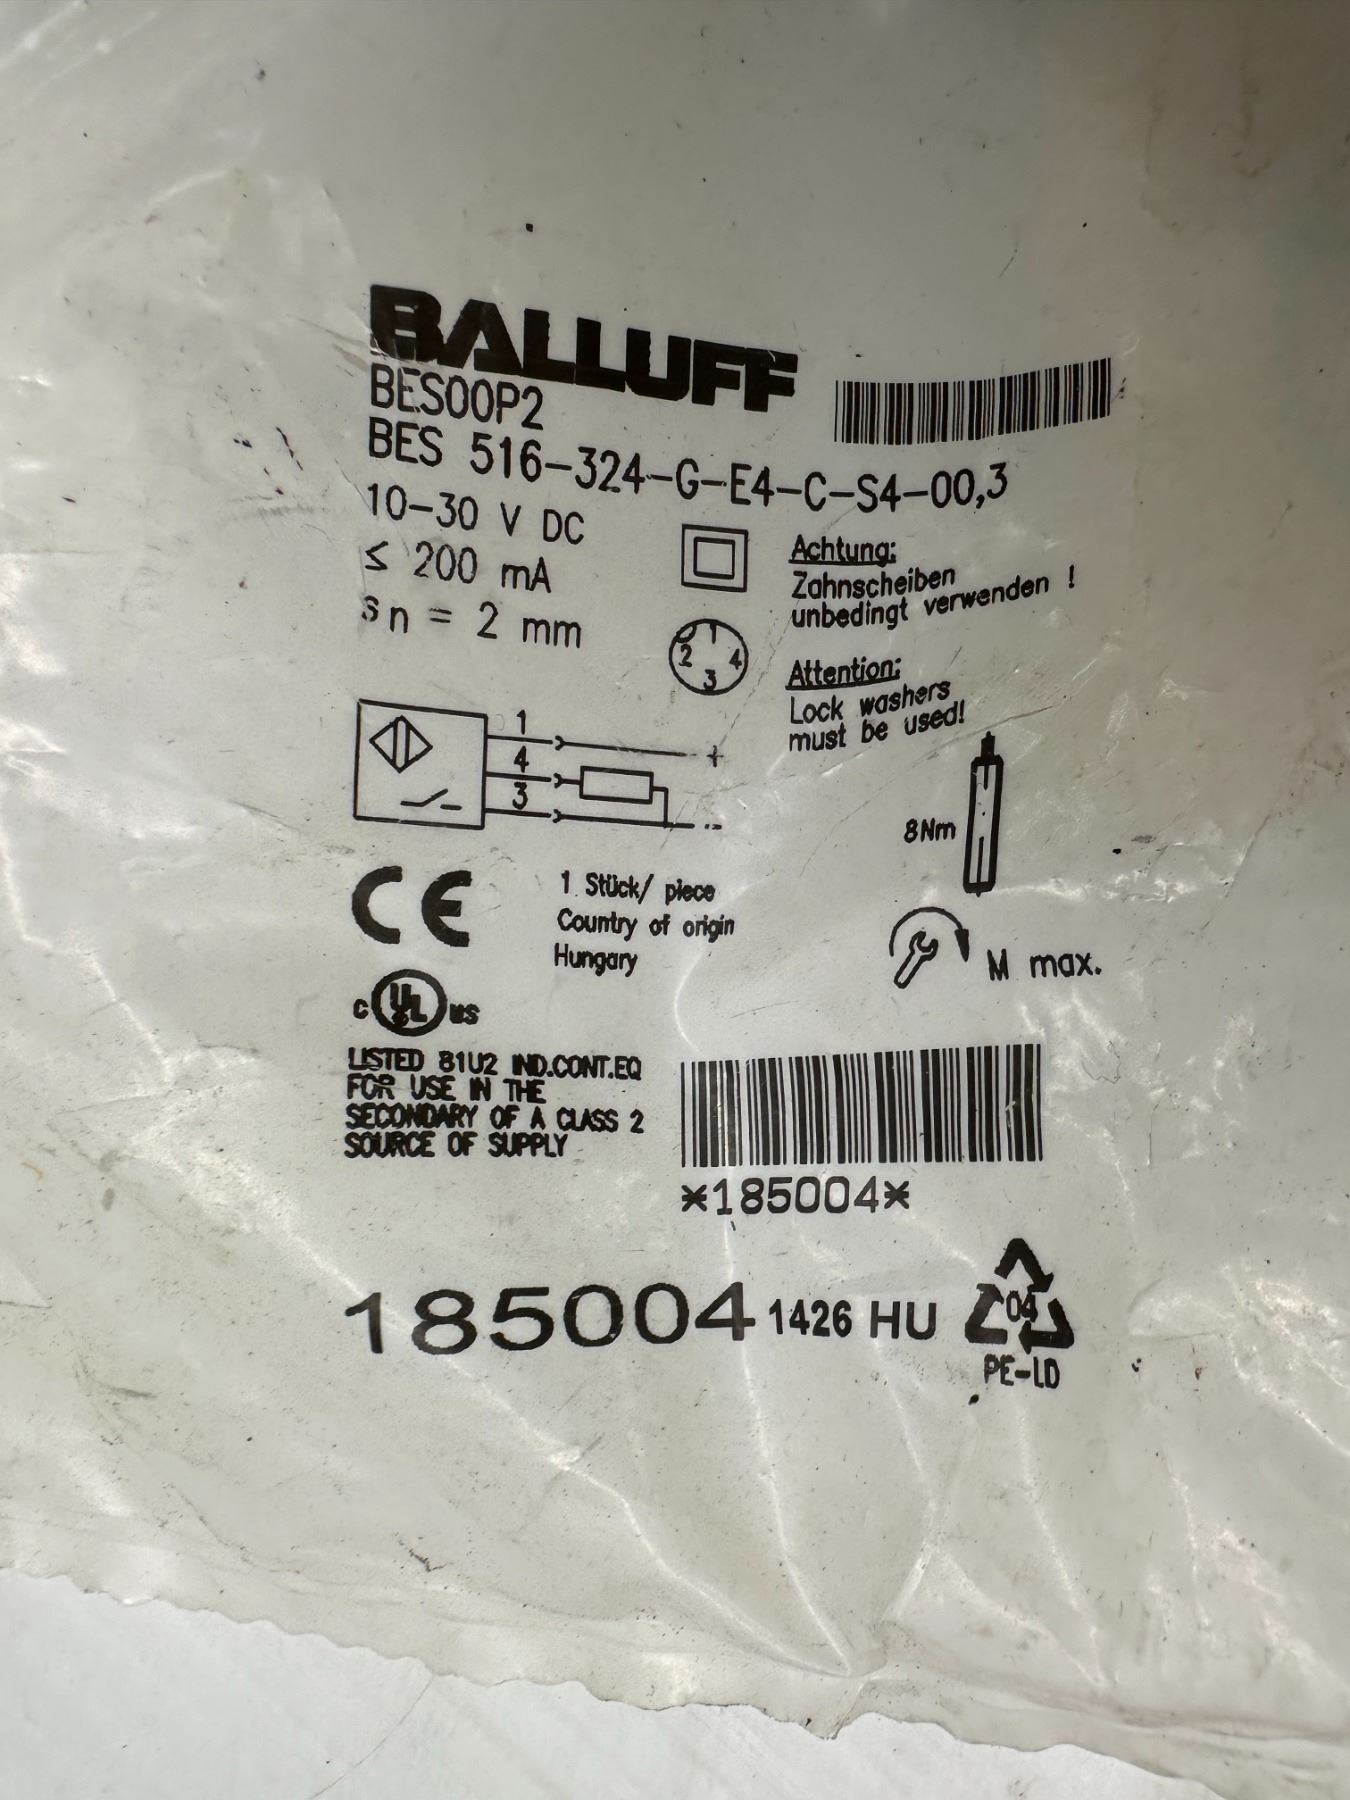 BALLUFF
BES00P2
BES 516-324-G-E4-C-S4-00,3
10-30 V DC
≤ 200 mA
sn = 2 mm
1
2 4
3
Achtung:
Zahnscheiben
unbedingt verwenden !
Attention:
Lock washers
must be used!
1
+
4
3
-
8Nm
M max.
CE
1 Stück/ piece
Country of origin
Hungary
c UL us
LISTED 81U2 IND.CONT.EQ
FOR USE IN THE
SECONDARY OF A CLASS 2
SOURCE OF SUPPLY
*185004*
185004 1426 HU
04
PE-LD